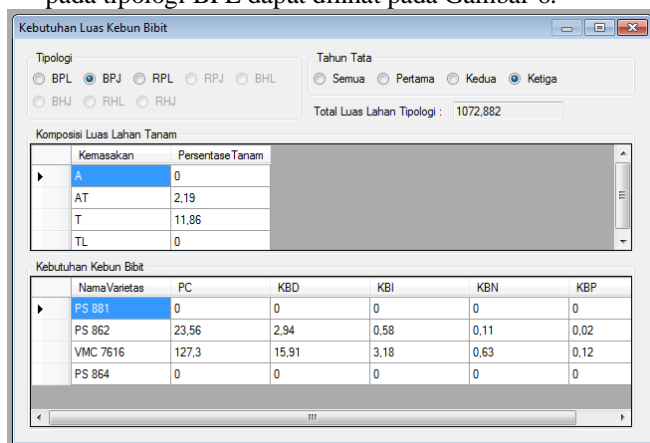 pada tipologi BPL dapat dilihat pada Gambar 6.
Kebutuhan Luas Kebun Bibit
Tipologi
BPL BPJ RPL RPJ BHL
BHJ RHL RHJ
Tahun Tata
Semua Pertama Kedua Ketiga
Total Luas Lahan Tipologi : 1072,882
Komposisi Luas Lahan Tanam
Kemasakan PersentaseTanam
A 0
AT 2,19
T 11,86
TL 0
Kebutuhan Kebun Bibit
NamaVarietas PC KBD KBI KBN KBP
PS 881 0 0 0 0 0
PS 862 23,56 2,94 0,58 0,11 0,02
VMC 7616 127,3 15,91 3,18 0,63 0,12
PS 864 0 0 0 0 0